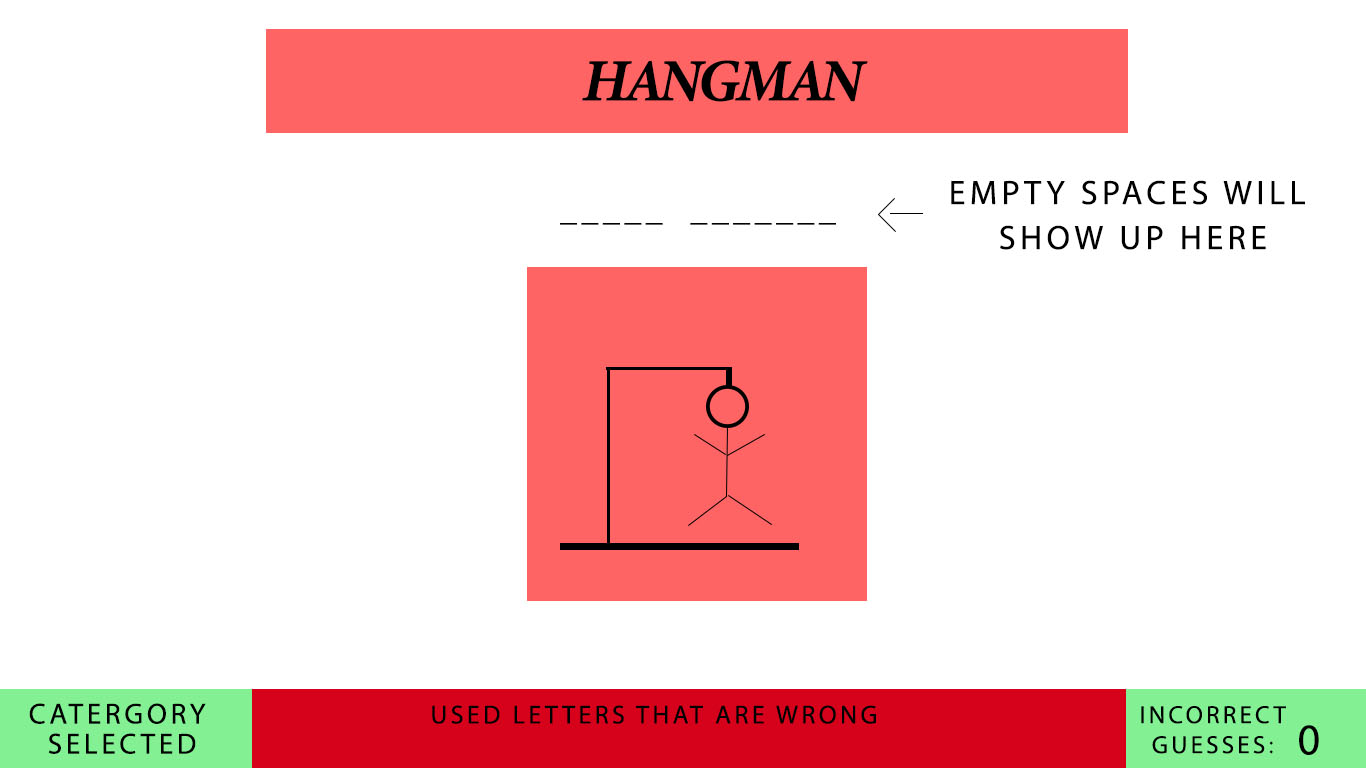 HANGMAN
EMPTY SPACES WILL
SHOW UP HERE
_____ _______
CATERGORY
SELECTED
USED LETTERS THAT ARE WRONG
INCORRECT
GUESSES: 0